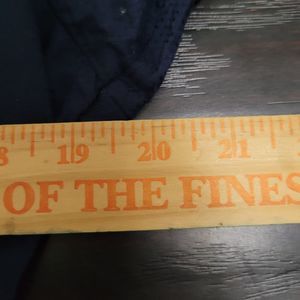 8 19 20 21
OF THE FINES